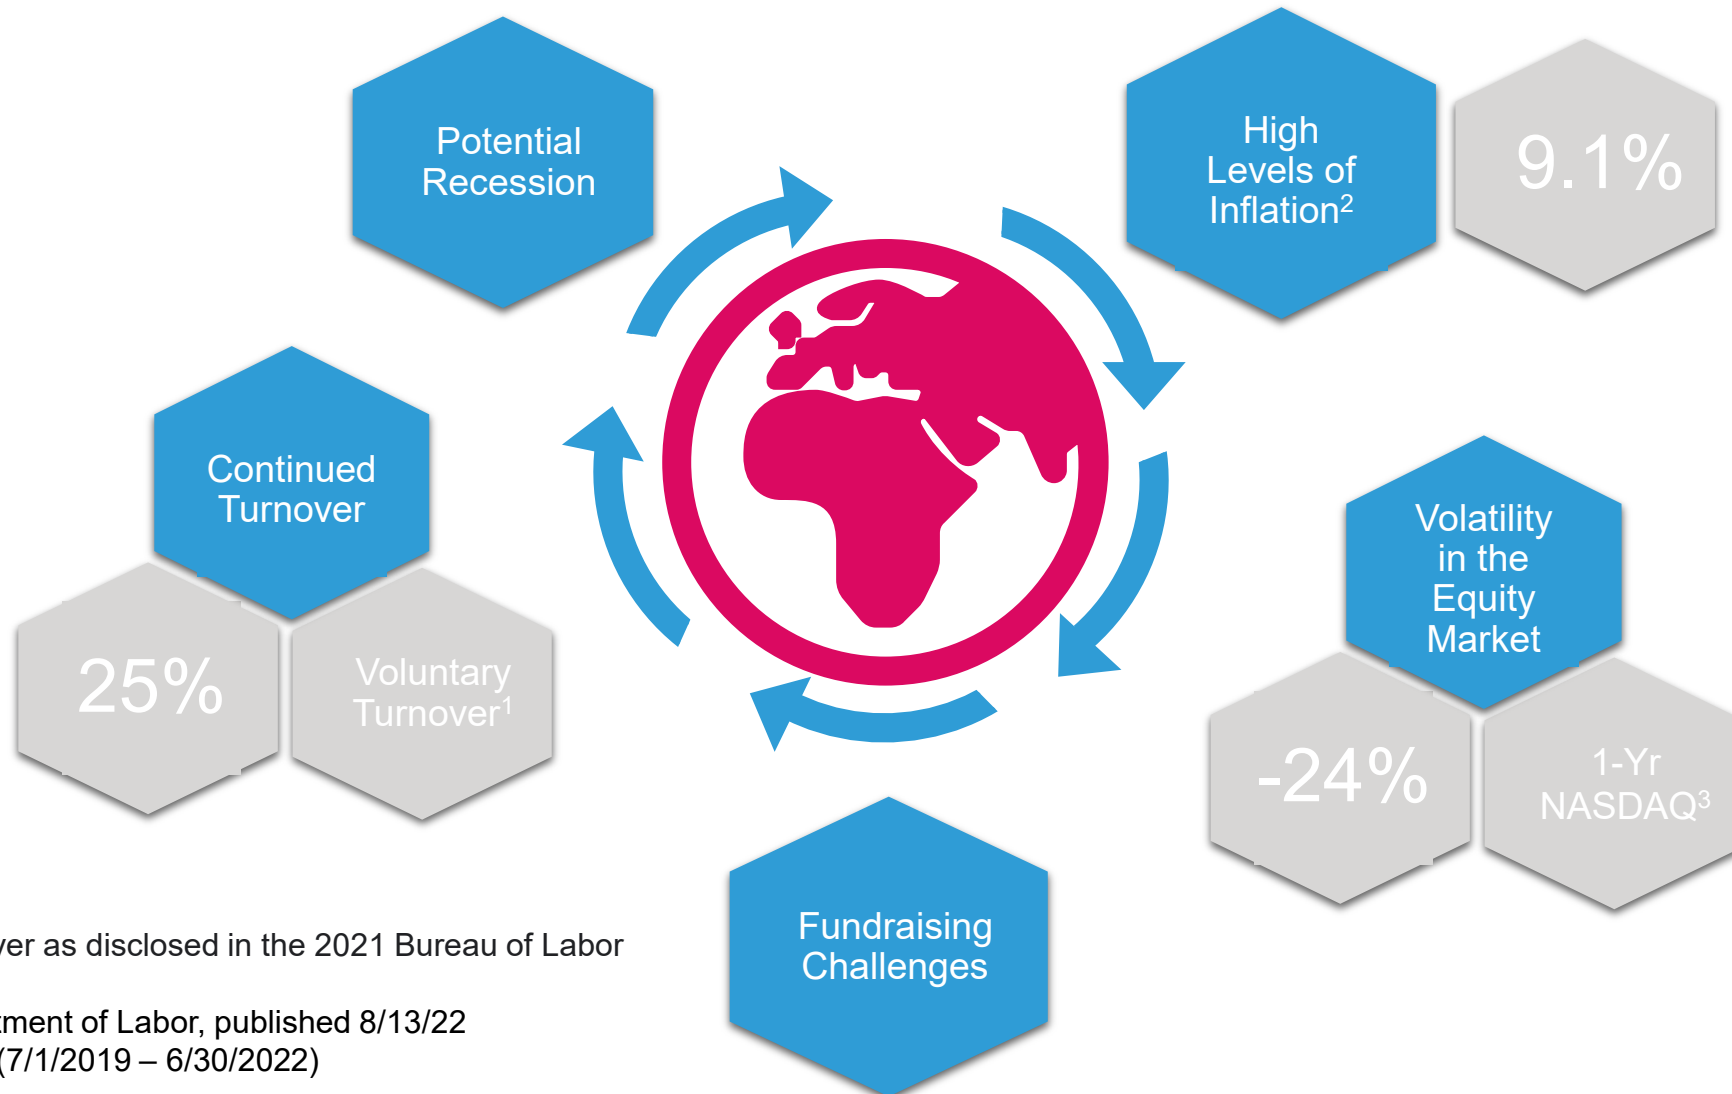 Potential
Recession
High
Levels of
Inflation²
9.1%
Continued
Turnover
25%
Voluntary
Turnover¹
Volatility
in the
Equity
Market
-24%
1-Yr
NASDAQ³
Fundraising
Challenges
ver as disclosed in the 2021 Bureau of Labor
tment of Labor, published 8/13/22
(7/1/2019 – 6/30/2022)